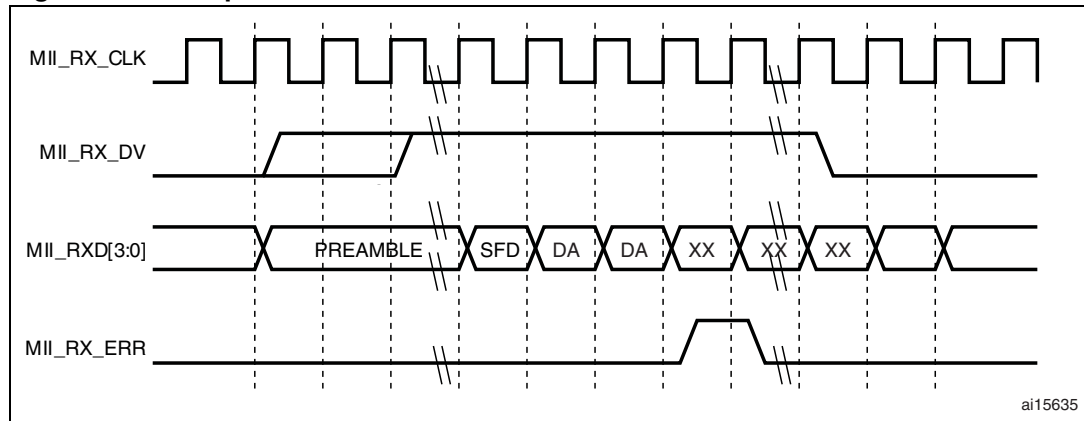 MII_RX_CLK
MII_RX_DV
MII_RXD[3:0] PREAMBLE SFD DA DA XX XX XX
MII_RX_ERR
ai15635